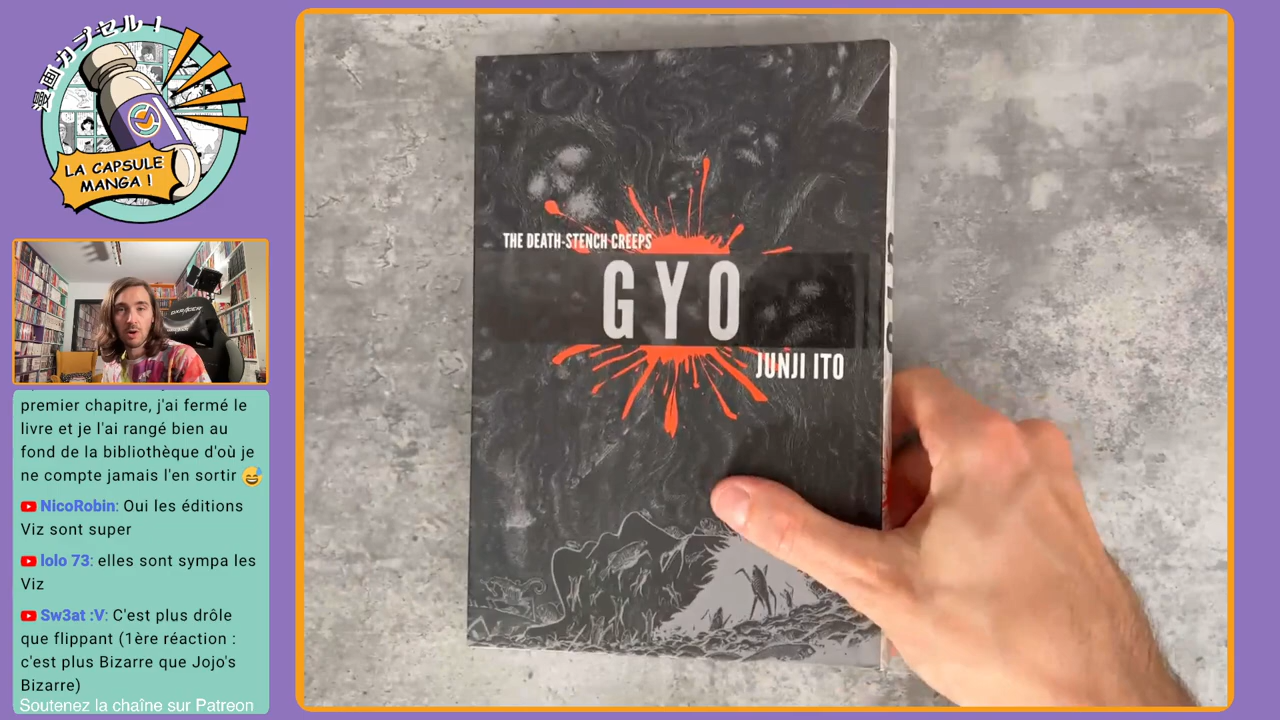 漫画カプセル!
LA CAPSULE
MANGA !
premier chapitre, j'ai fermé le
livre et je l'ai rangé bien au
fond de la bibliothèque d'où je
ne compte jamais l'en sortir 😅
NicoRobin: Oui les éditions
Viz sont super
lolo 73: elles sont sympa les
Viz
Sw3at :V: C'est plus drôle
que flippant (1ère réaction :
c'est plus Bizarre que Jojo's
Bizarre)
Soutenez la chaîne sur Patreon
THE DEATH-STENCH CREEPS
GYO
JUNJI ITO